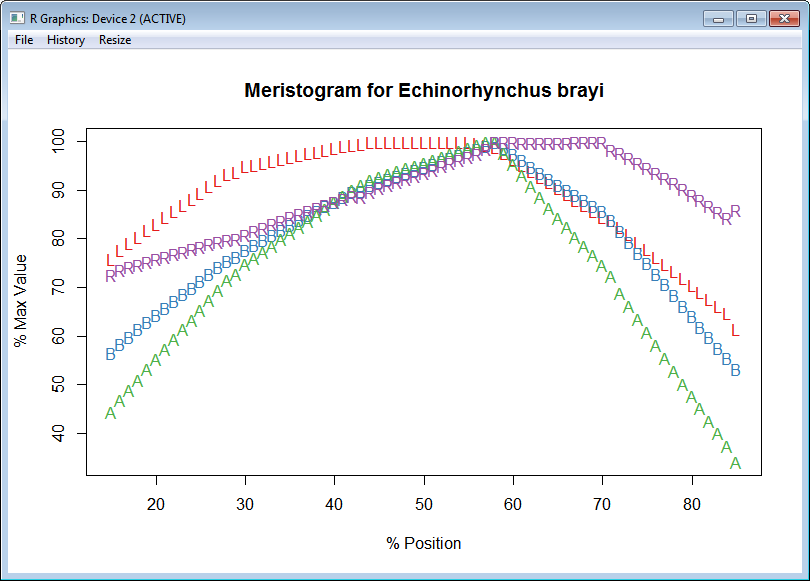 R Graphics: Device 2 (ACTIVE)
File History Resize
Meristogram for Echinorhynchus brayi
100
90
80
70
60
50
40
% Max Value
20 30 40 50 60 70 80
% Position